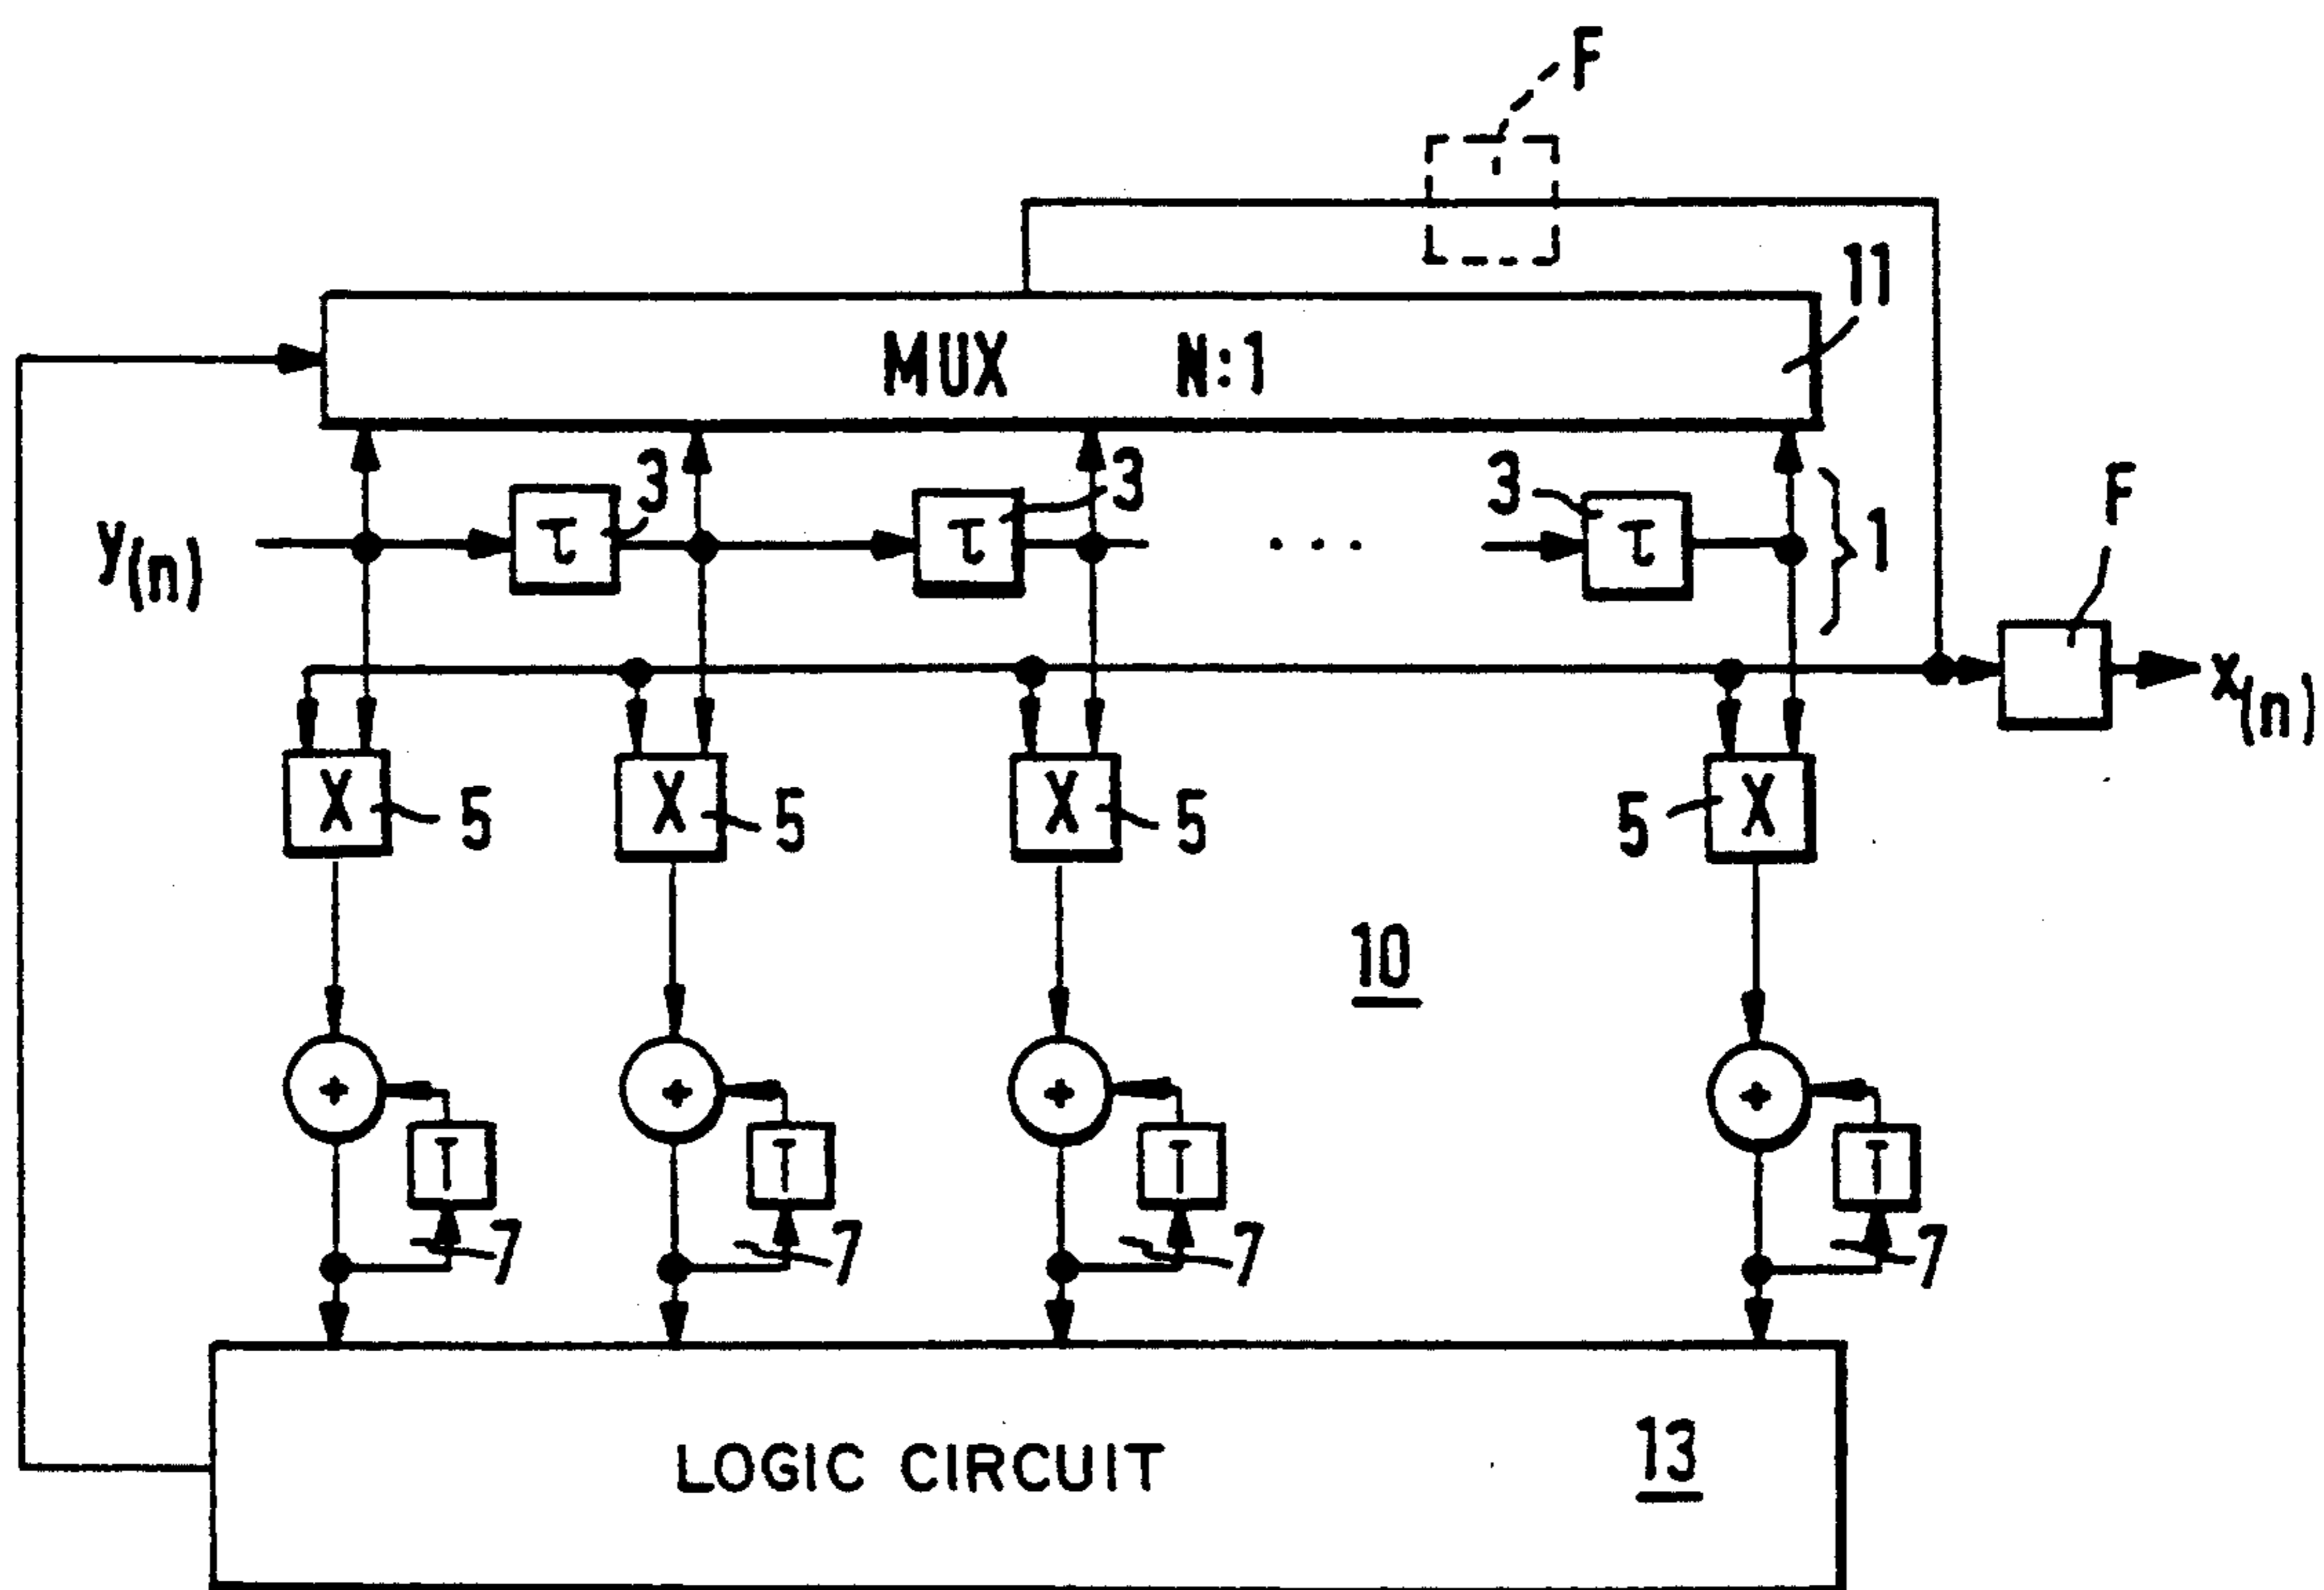 F
11
MUX N:1
3 3 3
τ τ τ
y(n)
1
F
x(n)
X 5 X 5 X 5 5 X
10
+ + + +
T T T T
7 7 7 7
LOGIC CIRCUIT 13